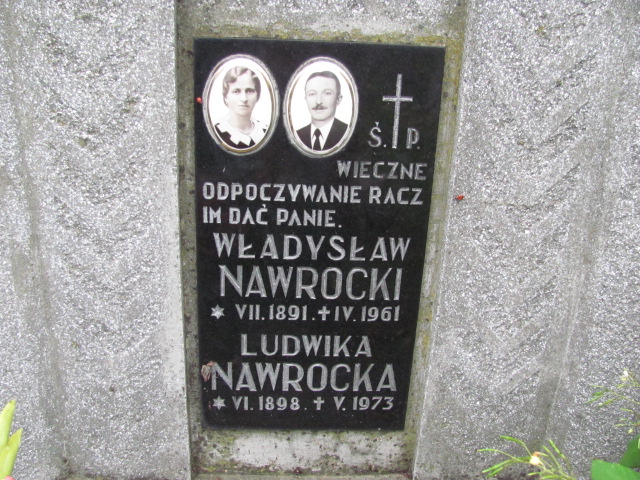 Ś. P.
WIECZNE
ODPOCZYWANIE RACZ
IM DAĆ PANIE.
WŁADYSŁAW
NAWROCKI
* VII. 1891. + IV. 1961
LUDWIKA
NAWROCKA
* VI. 1898 + V. 1973